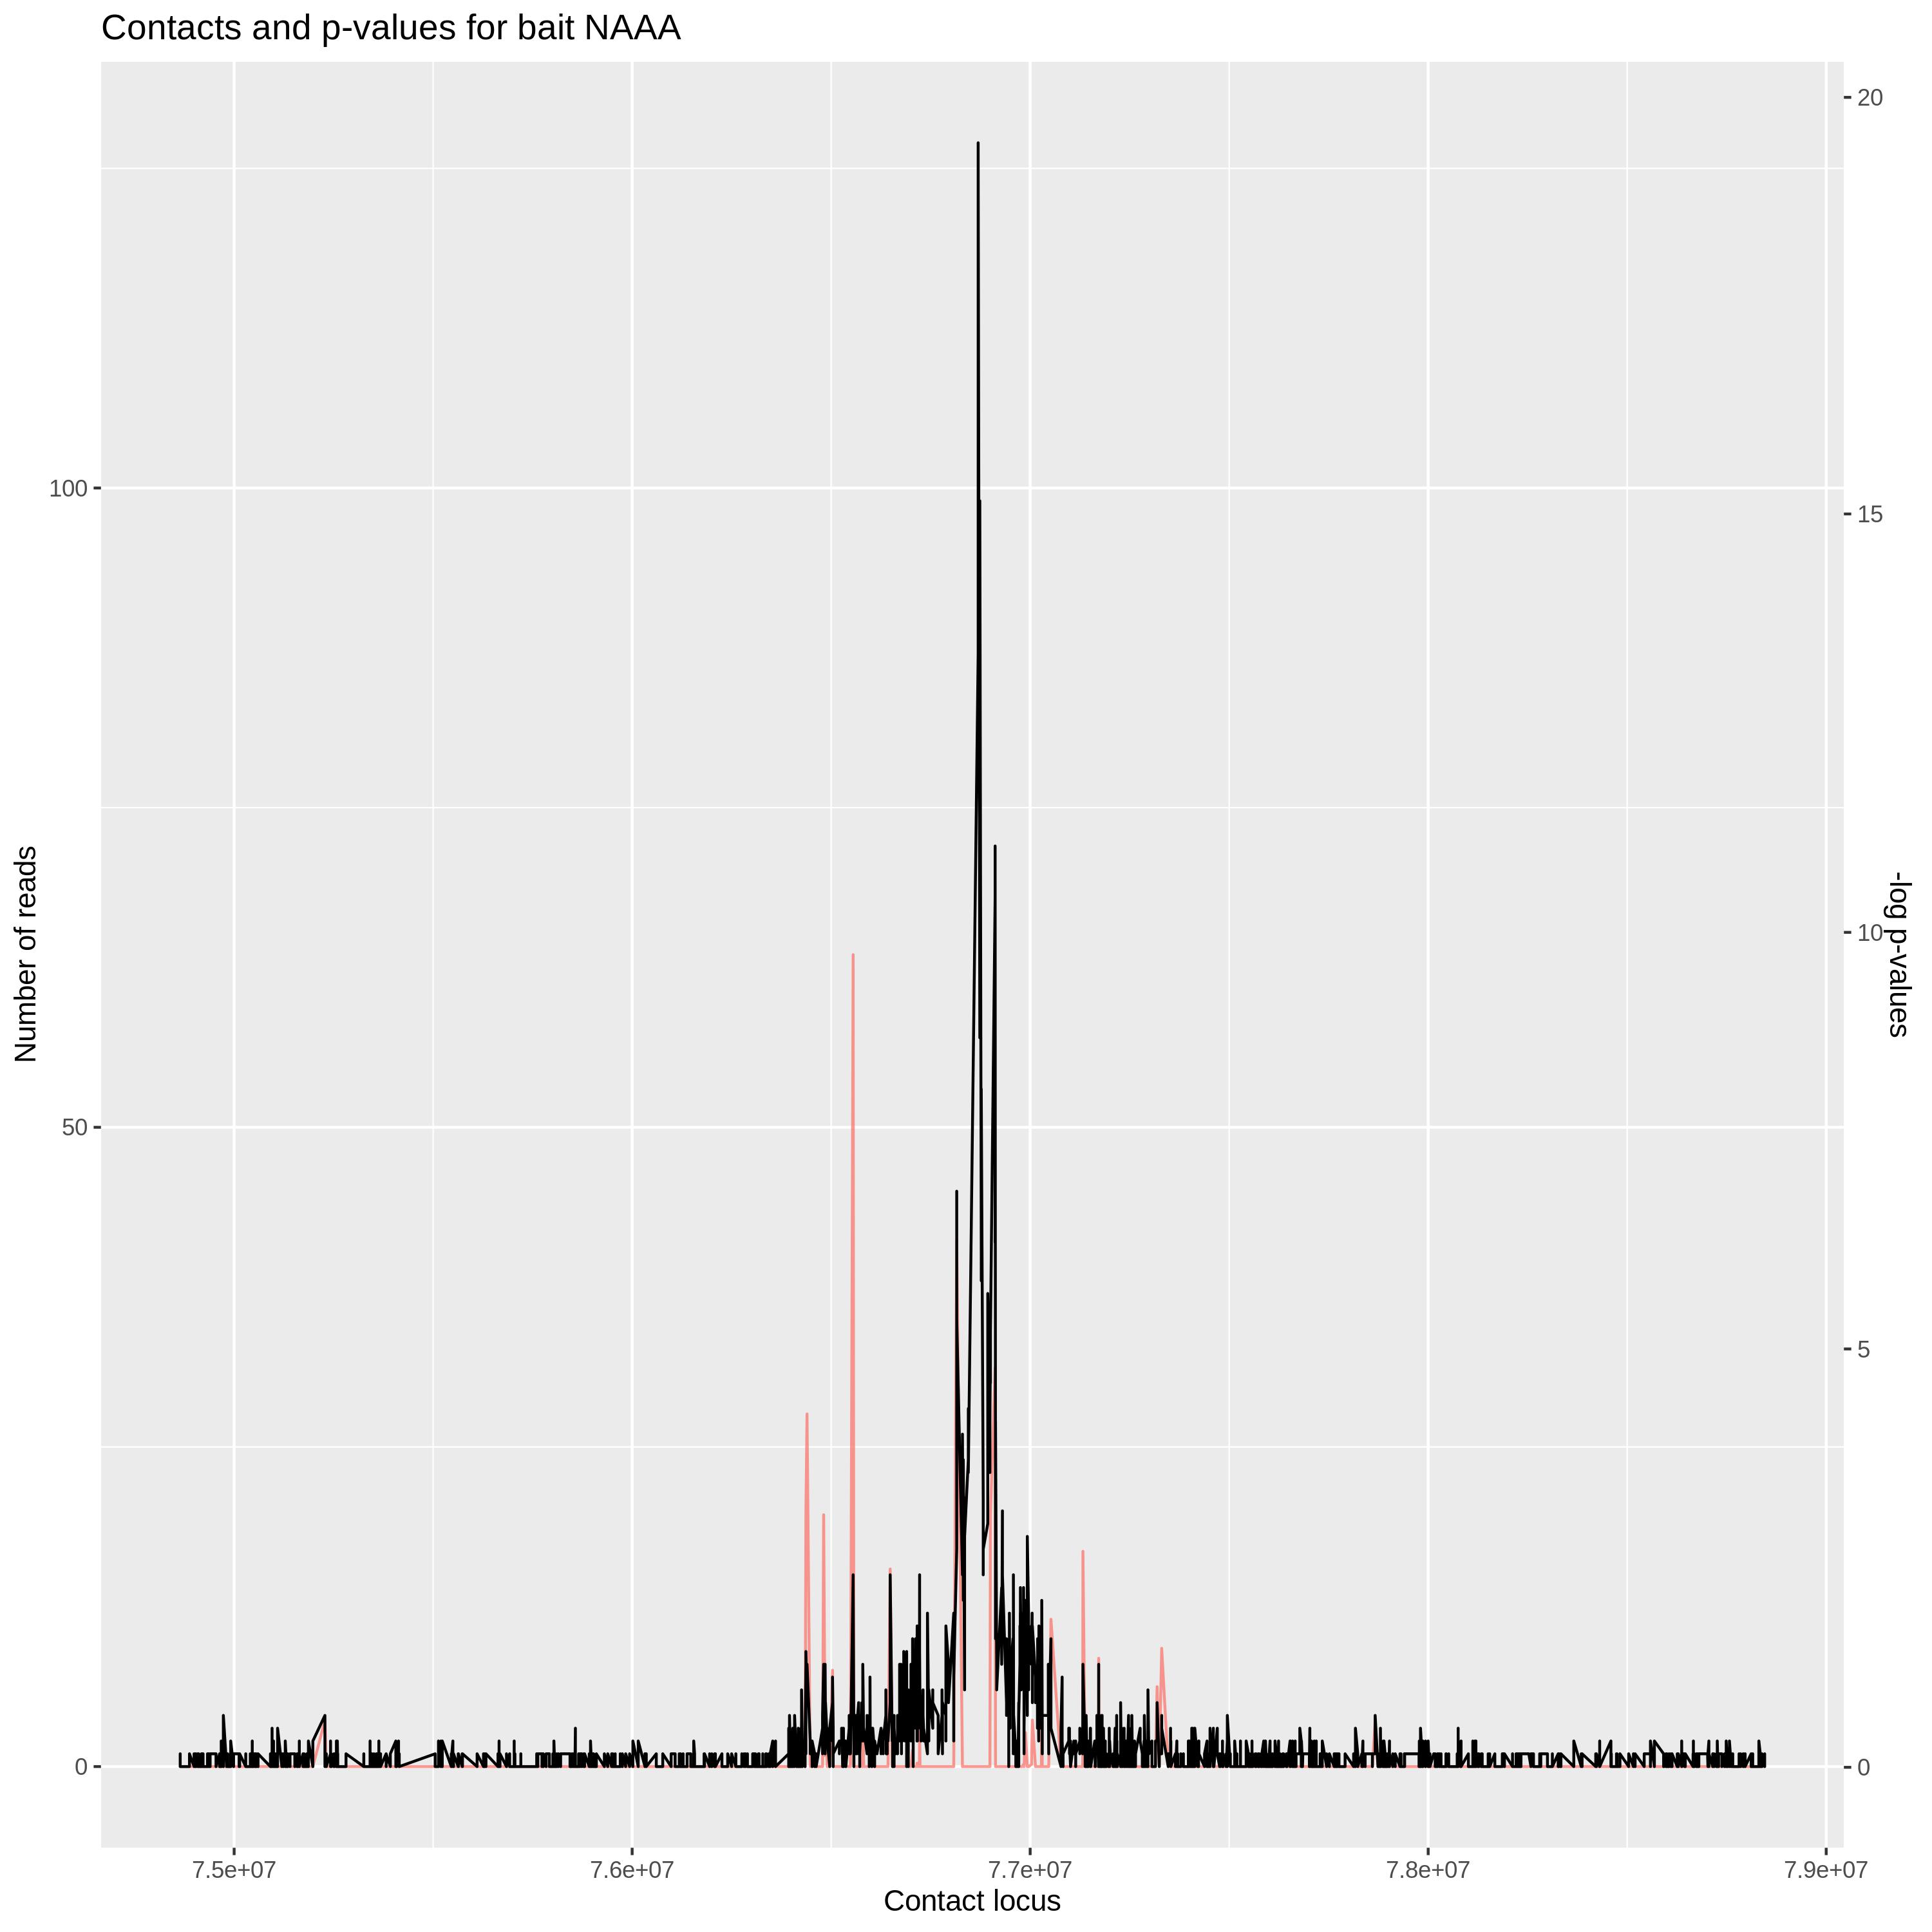 Contacts and p-values for bait NAAA
20
100
15
Number of reads
-log p-values
10
50
5
0
0
7.5e+07 7.6e+07 7.7e+07 7.8e+07 7.9e+07
Contact locus